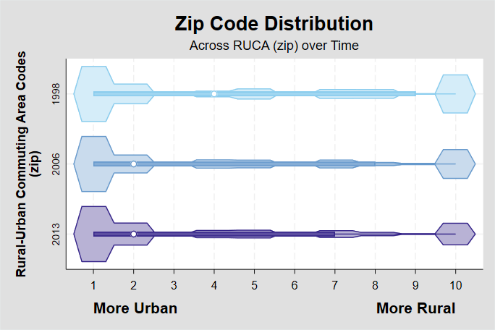 Zip Code Distribution
Across RUCA (zip) over Time
Rural-Urban Commuting Area Codes
(zip)
1998
2006
2013
1 2 3 4 5 6 7 8 9 10
More Urban More Rural